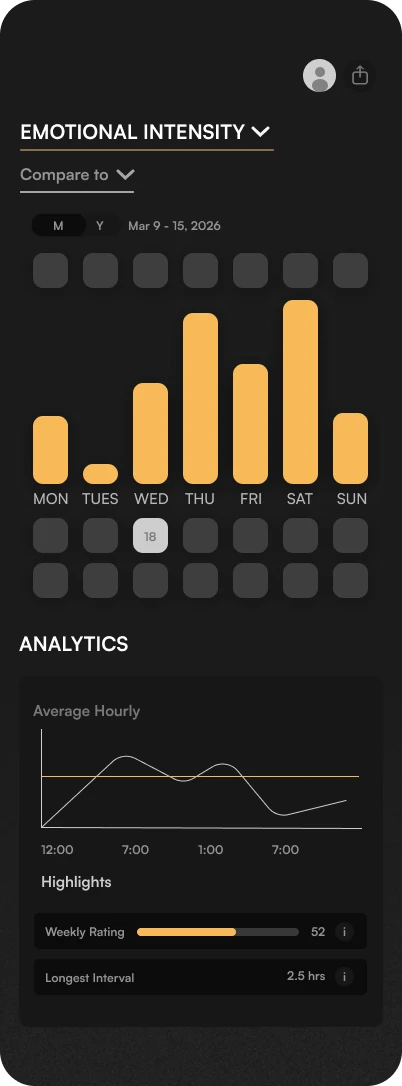 EMOTIONAL INTENSITY
Compare to
M Y Mar 9 - 15, 2026
MON TUES WED THU FRI SAT SUN
18
ANALYTICS
Average Hourly
12:00 7:00 1:00 7:00
Highlights
Weekly Rating 52 i
Longest Interval 2.5 hrs i